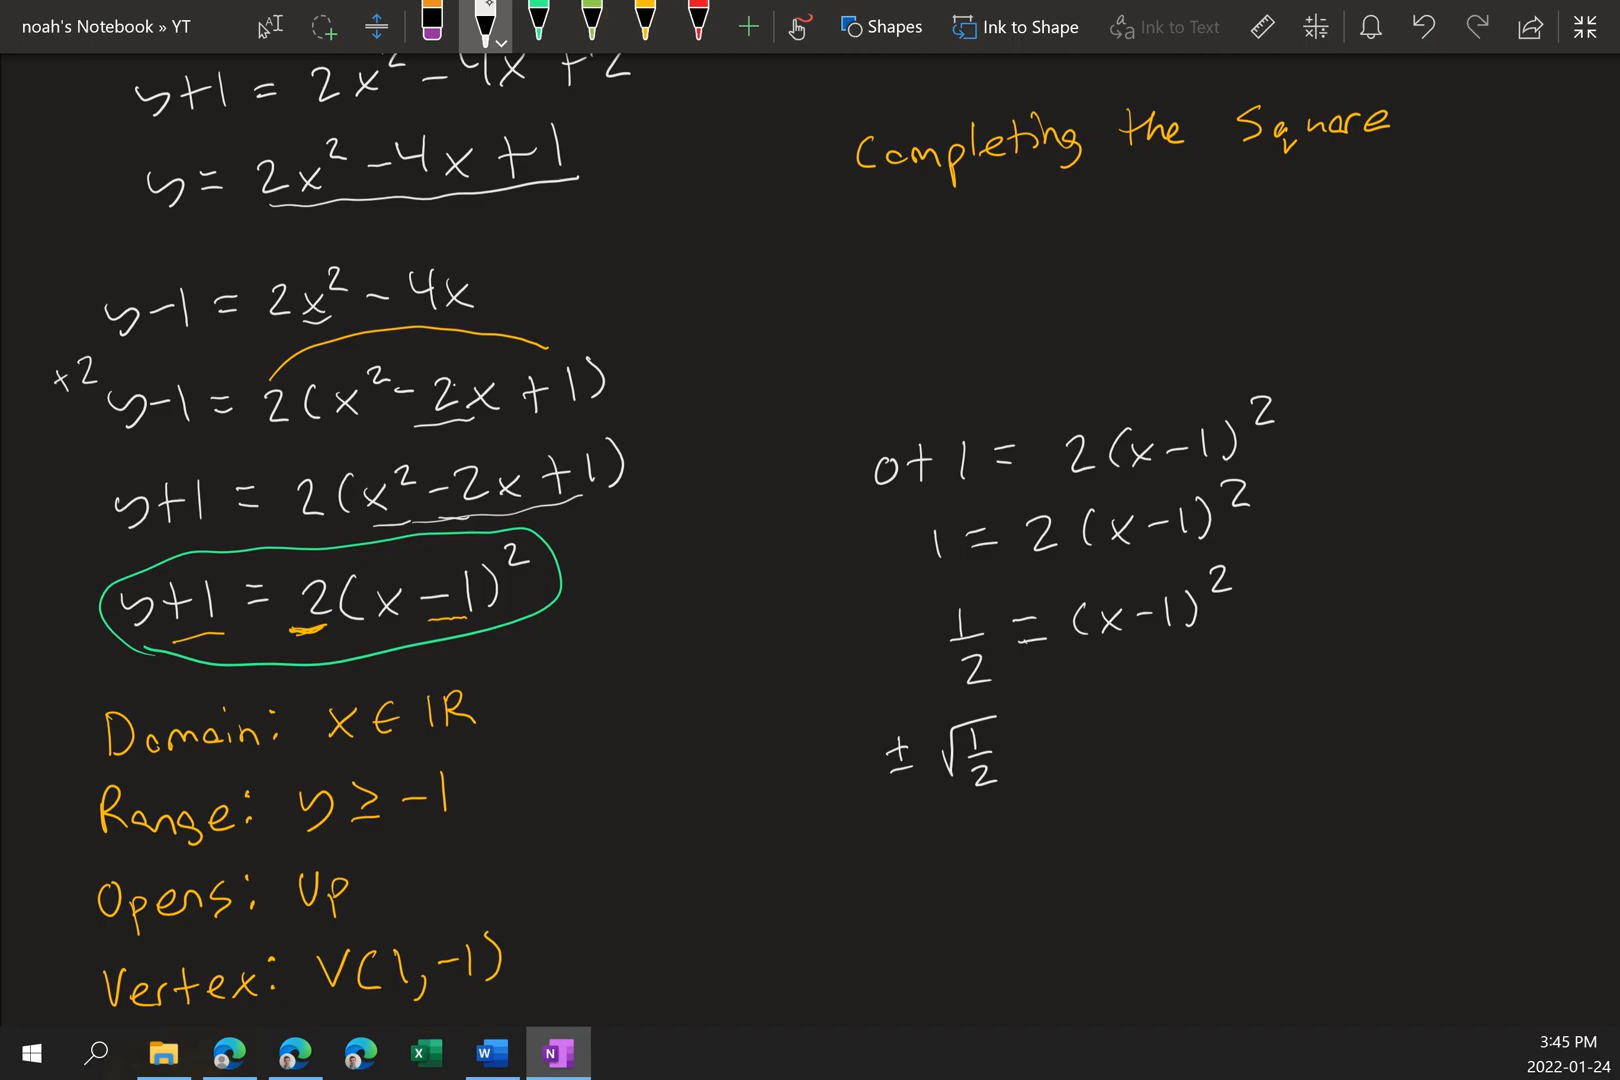 noah's Notebook » YT
Shapes
Ink to Shape
Ink to Text
y+1 = 2x² - 4x + 2
y = 2x² - 4x + 1
y-1 = 2x² - 4x
+2 y-1 = 2(x² - 2x + 1)
y+1 = 2(x² - 2x + 1)
y+1 = 2(x - 1)²
Domain: x ∈ ℝ
Range: y ≥ -1
Opens: Up
Vertex: V(1, -1)
Completing the Square
0+1 = 2(x-1)²
1 = 2(x-1)²
1/2 = (x-1)²
± √(1/2)
3:45 PM
2022-01-24